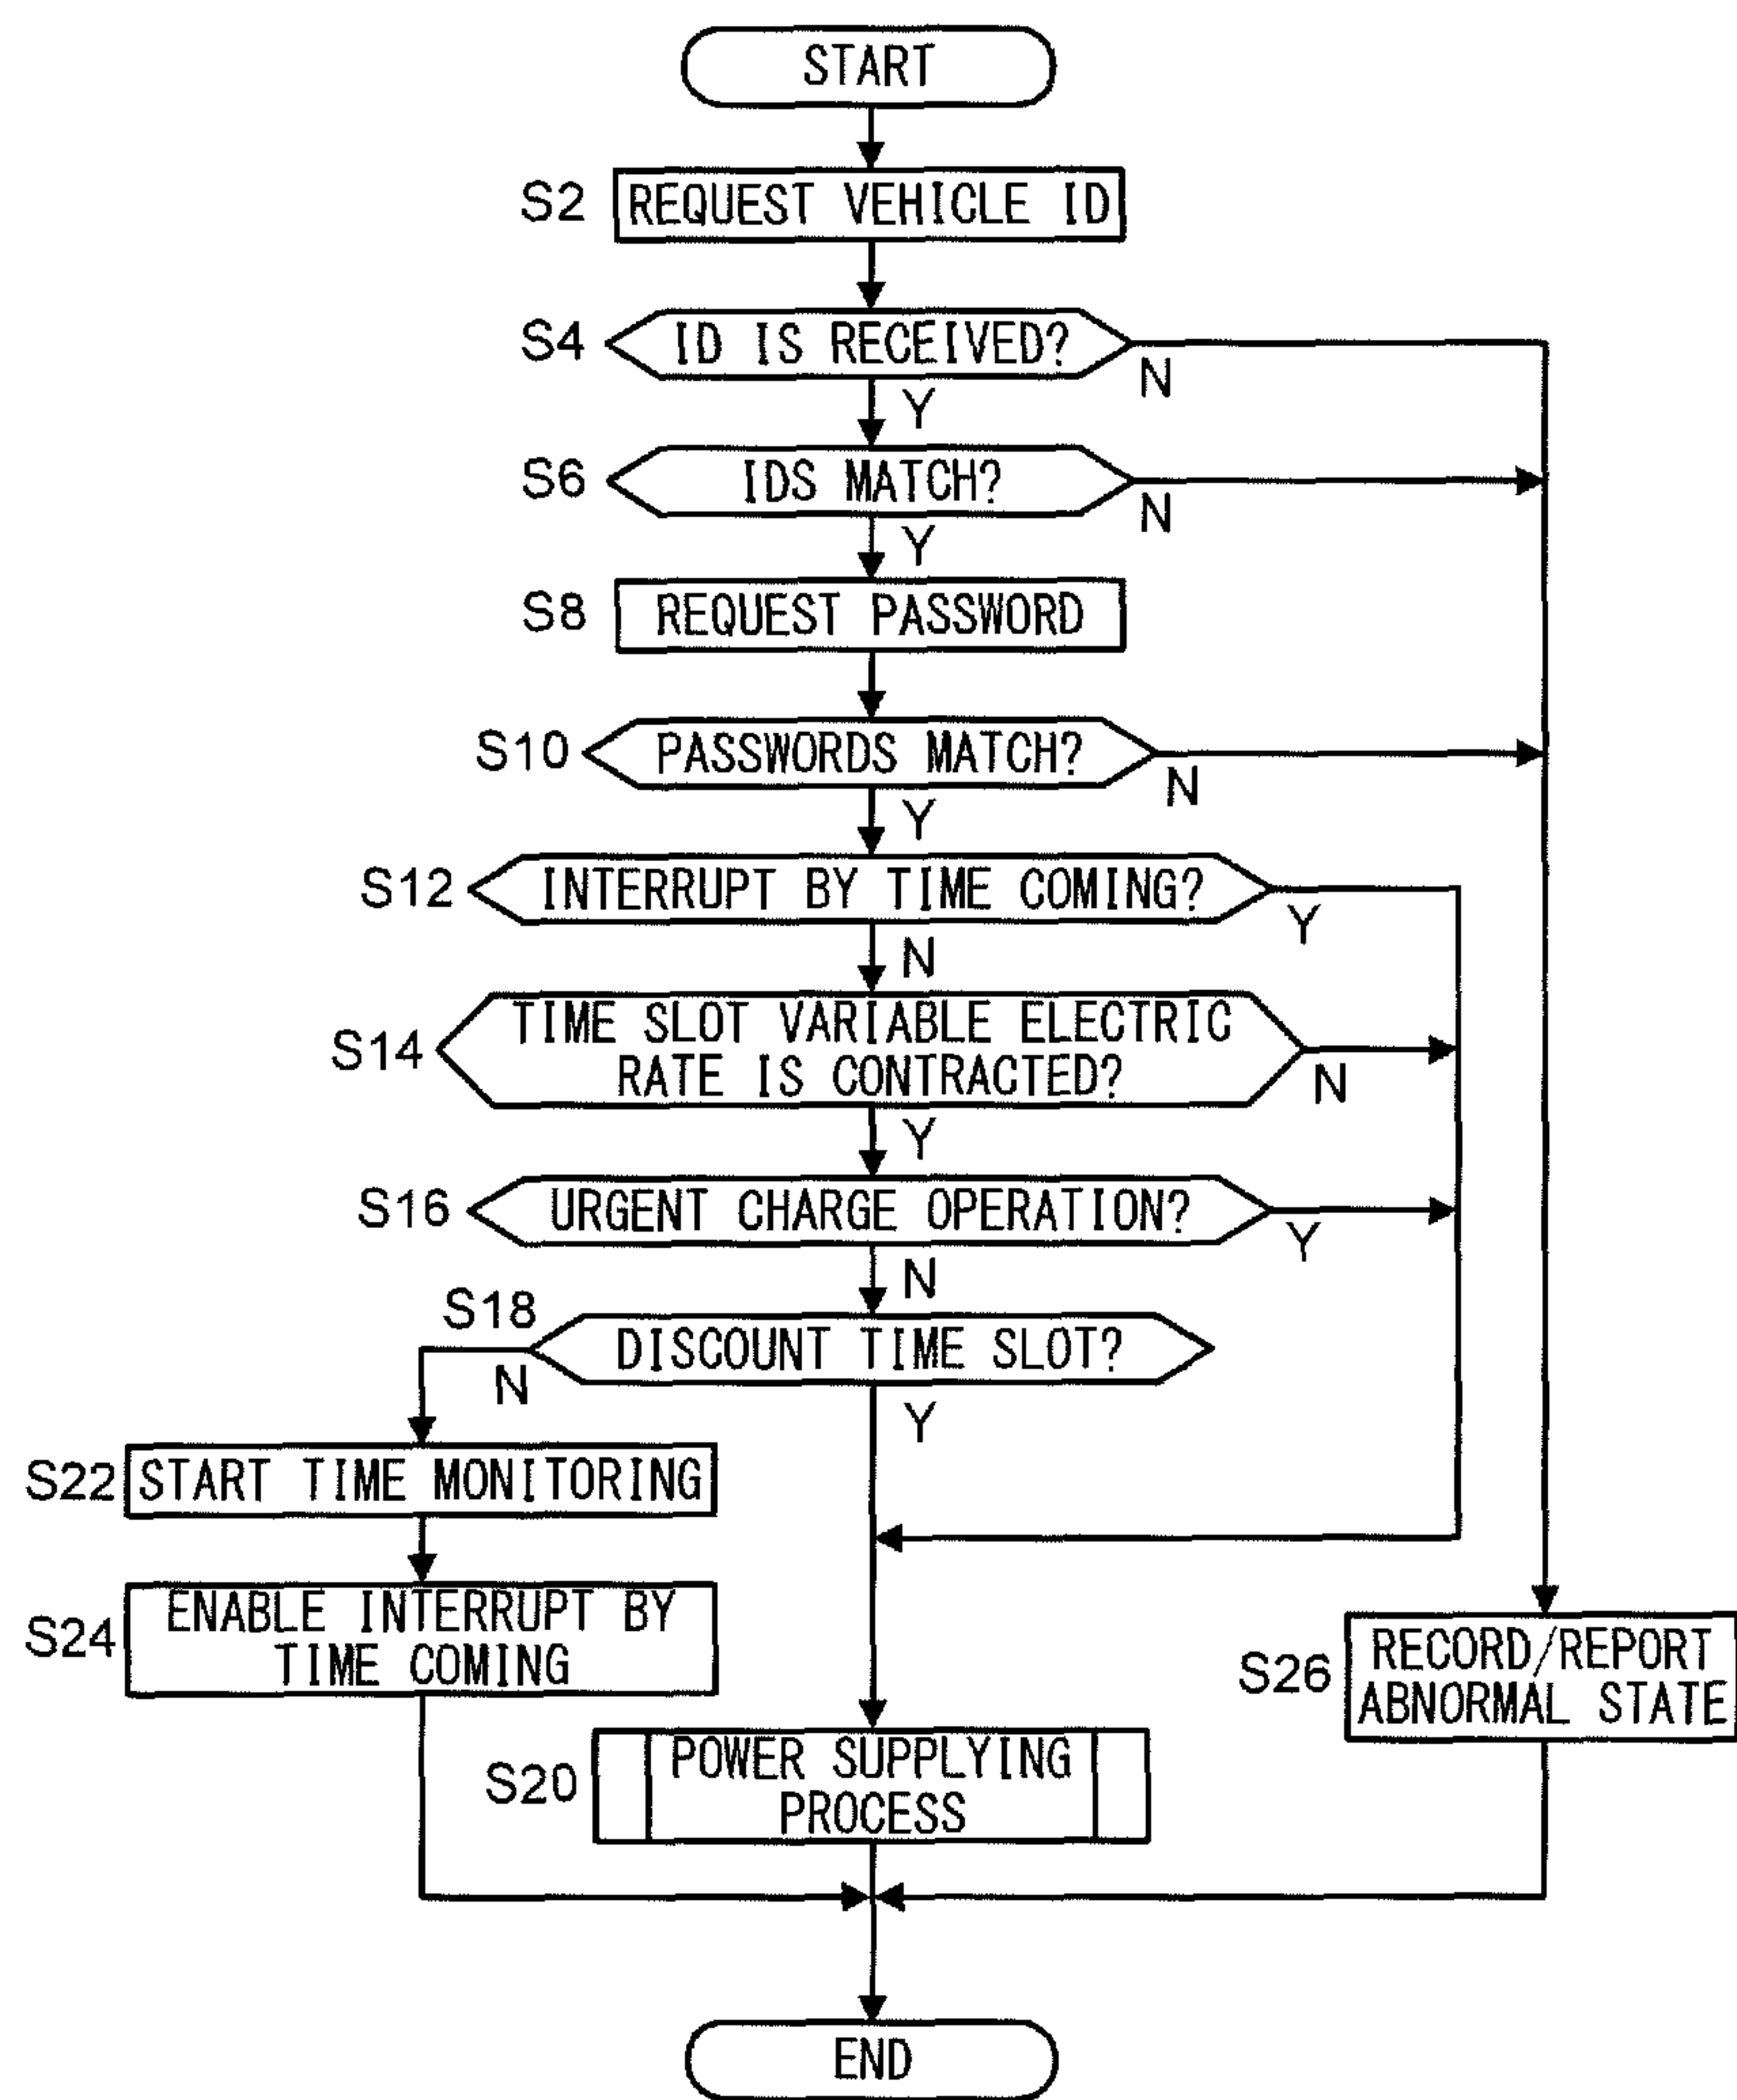 START
S2 REQUEST VEHICLE ID
S4 ID IS RECEIVED?
N
Y
S6 IDS MATCH?
N
Y
S8 REQUEST PASSWORD
S10 PASSWORDS MATCH?
N
Y
S12 INTERRUPT BY TIME COMING?
Y
N
S14 TIME SLOT VARIABLE ELECTRIC
RATE IS CONTRACTED?
N
Y
S16 URGENT CHARGE OPERATION?
Y
N
S18 DISCOUNT TIME SLOT?
N
Y
S22 START TIME MONITORING
S24 ENABLE INTERRUPT BY
TIME COMING
S26 RECORD/REPORT
ABNORMAL STATE
S20 POWER SUPPLYING
PROCESS
END